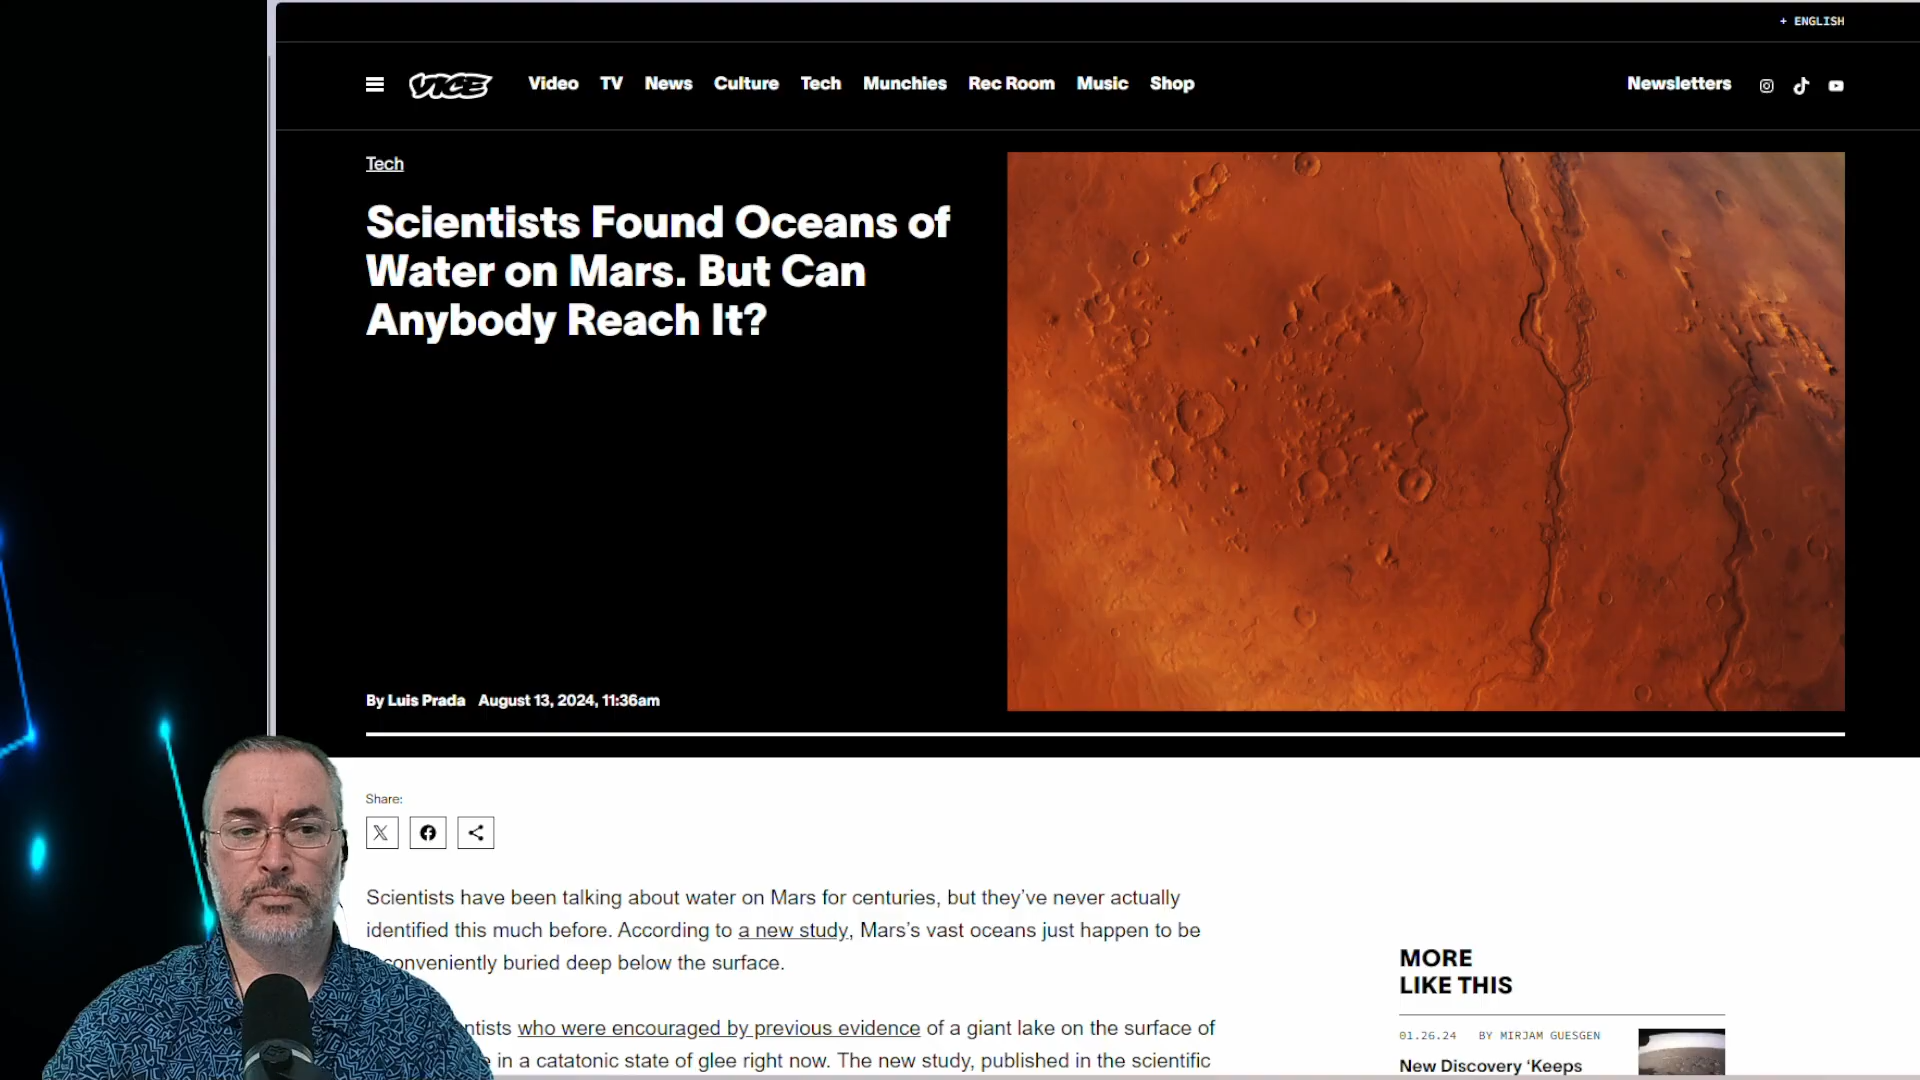 + ENGLISH
VICE Video TV News Culture Tech Munchies Rec Room Music Shop Newsletters
Tech
Scientists Found Oceans of
Water on Mars. But Can
Anybody Reach It?
By Luis Prada August 13, 2024, 11:36am
Share:
Scientists have been talking about water on Mars for centuries, but they’ve never actually
identified this much before. According to a new study, Mars’s vast oceans just happen to be
conveniently buried deep below the surface.
ntists who were encouraged by previous evidence of a giant lake on the surface of
in a catatonic state of glee right now. The new study, published in the scientific
MORE
LIKE THIS
01.26.24 BY MIRJAM GUESGEN
New Discovery ‘Keeps